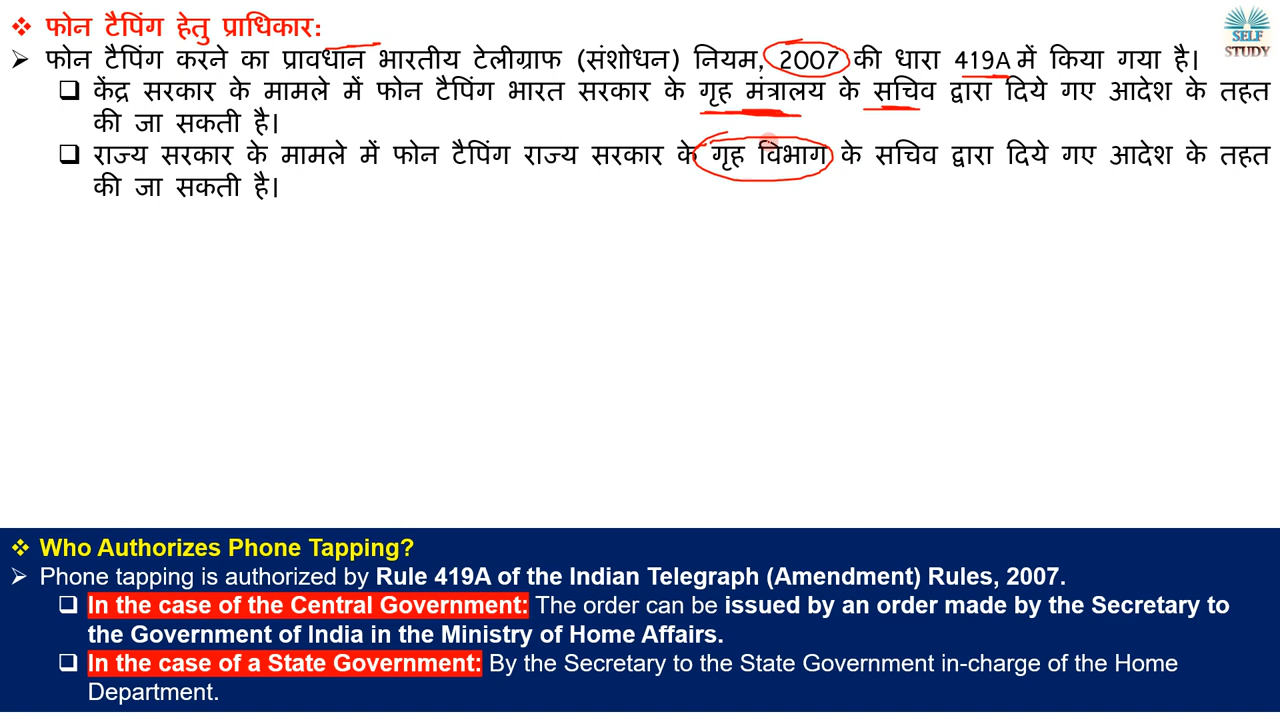 ❖ फोन टैपिंग हेतु प्राधिकार:
SELF
STUDY
➢ फोन टैपिंग करने का प्रावधान भारतीय टेलीग्राफ (संशोधन) नियम, 2007 की धारा 419A में किया गया है।
❑ केंद्र सरकार के मामले में फोन टैपिंग भारत सरकार के गृह मंत्रालय के सचिव द्वारा दिये गए आदेश के तहत
की जा सकती है।
❑ राज्य सरकार के मामले में फोन टैपिंग राज्य सरकार के गृह विभाग के सचिव द्वारा दिये गए आदेश के तहत
की जा सकती है।
❖ Who Authorizes Phone Tapping?
➢ Phone tapping is authorized by Rule 419A of the Indian Telegraph (Amendment) Rules, 2007.
❑ In the case of the Central Government: The order can be issued by an order made by the Secretary to
the Government of India in the Ministry of Home Affairs.
❑ In the case of a State Government: By the Secretary to the State Government in-charge of the Home
Department.